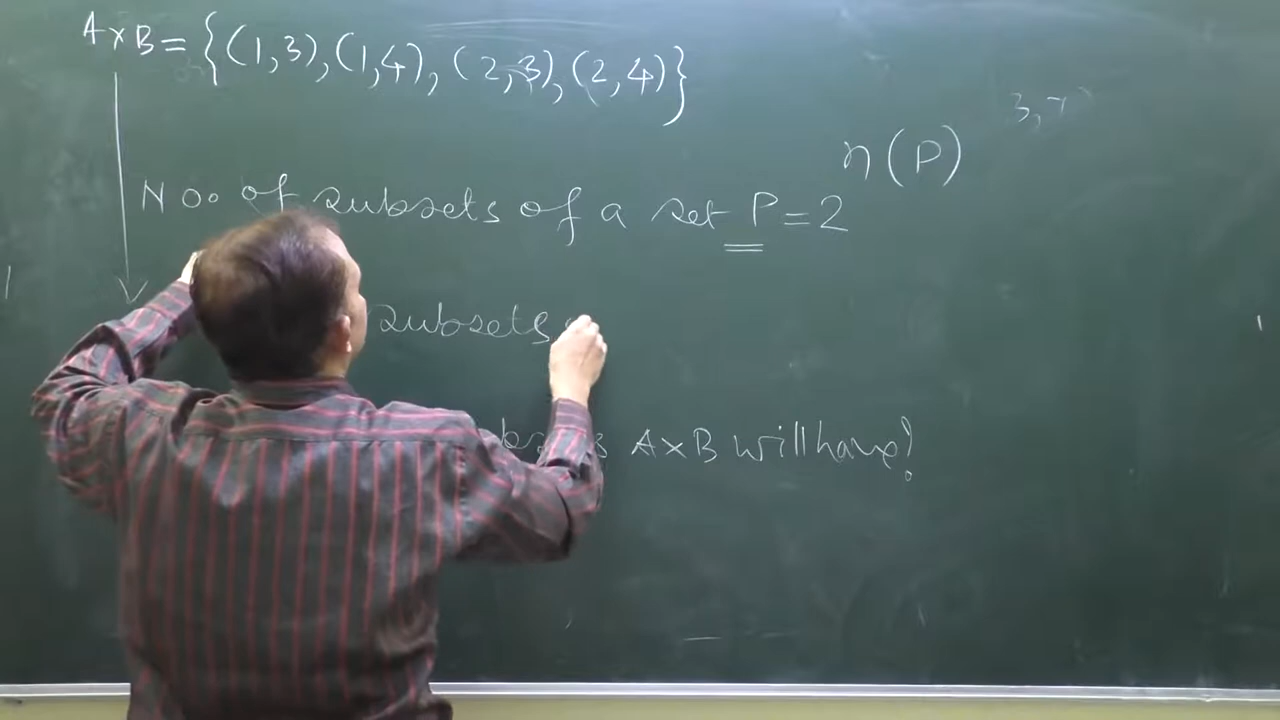 A×B = {(1,3),(1,4),(2,3),(2,4)}
No. of subsets of a set P = 2^n(P)
subsets
A×B will have?